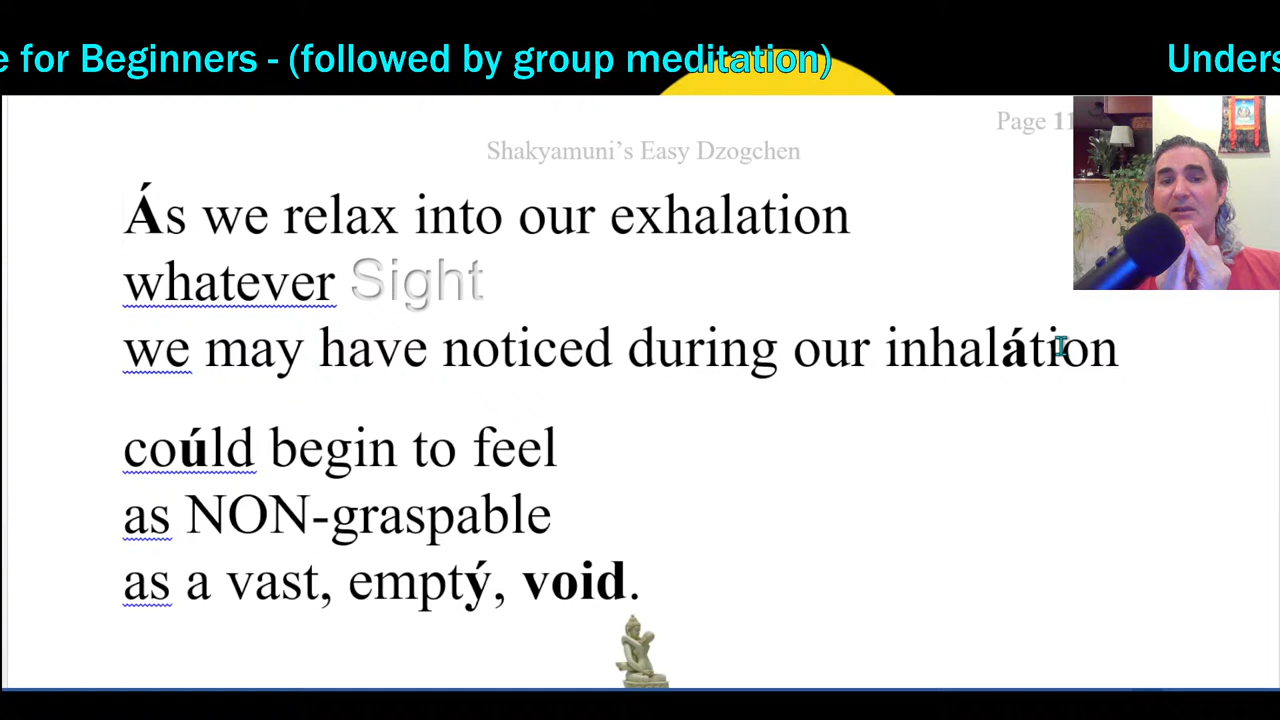 e for Beginners - (followed by group meditation) Unders
Page 11
Shakyamuni's Easy Dzogchen
Ás we relax into our exhalation
whatever Sight
we may have noticed during our inhalátion
coúld begin to feel
as NON-graspable
as a vast, emptý, void.